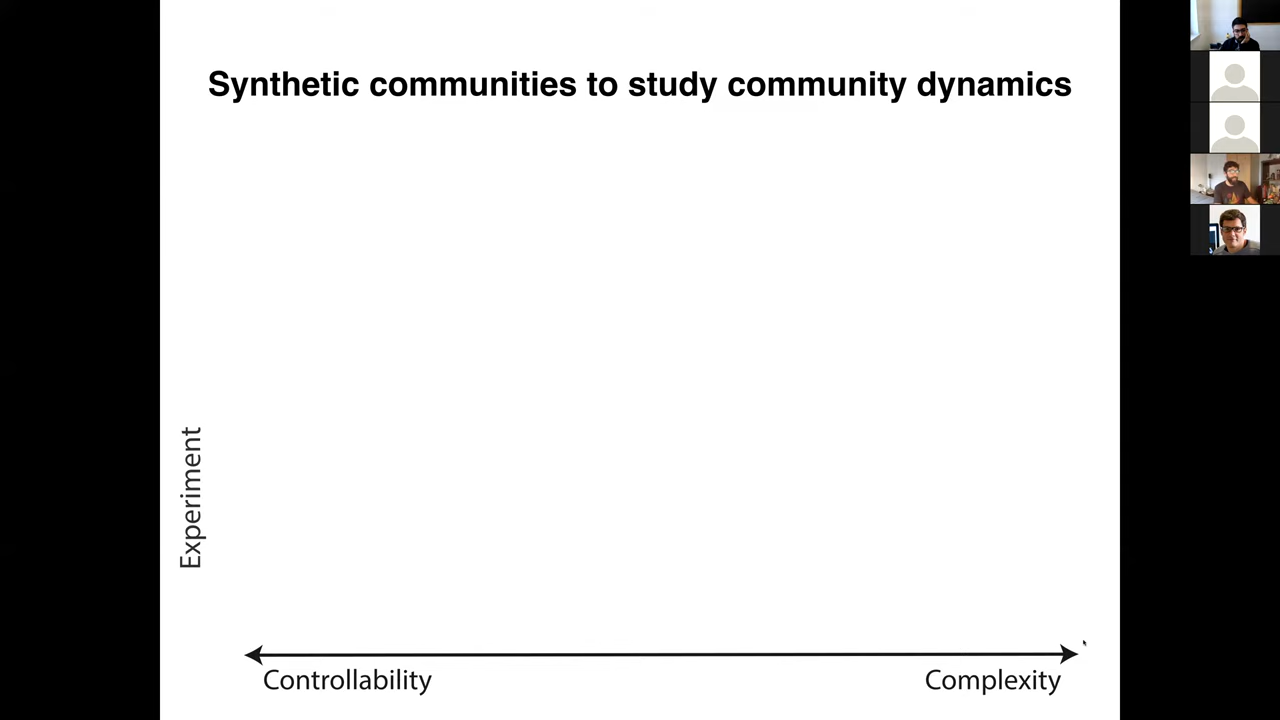 Synthetic communities to study community dynamics
Experiment
Controllability
Complexity